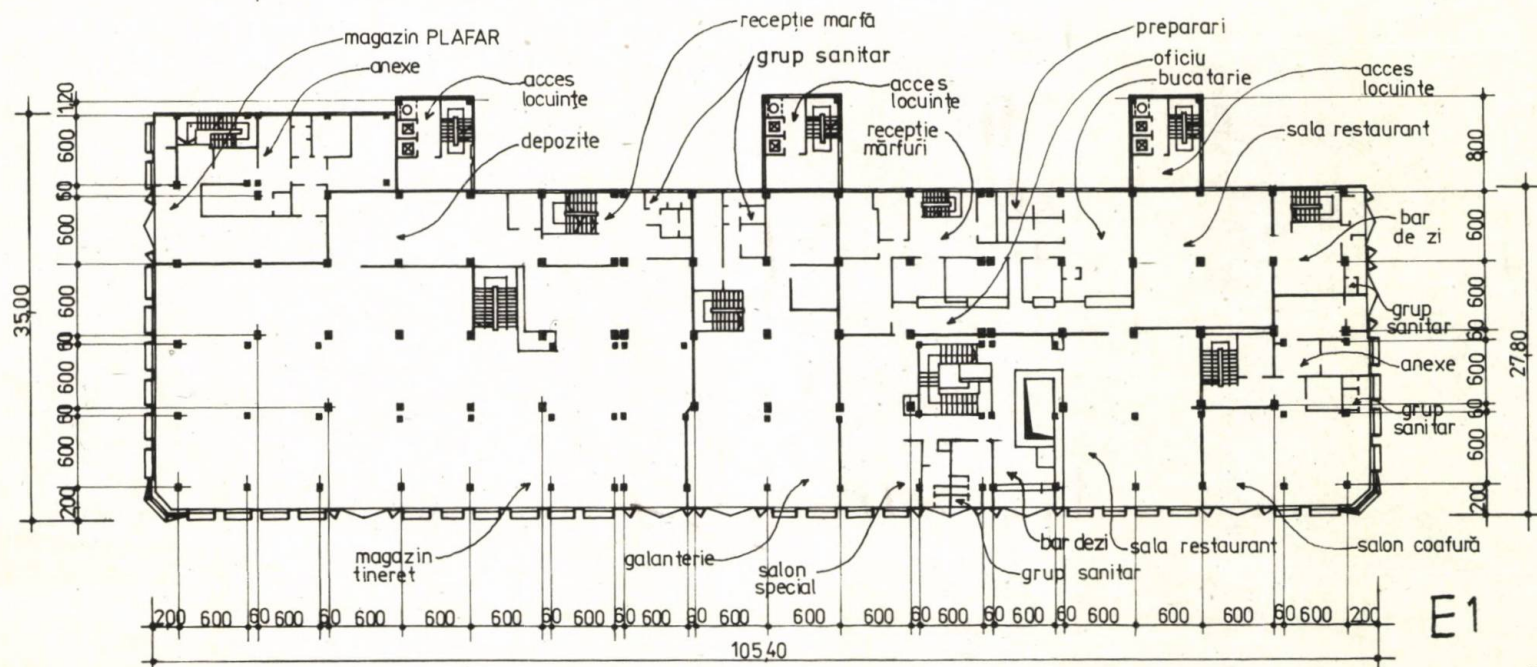 magazin PLAFAR
anexe
acces
locuințe
depozite
recepție marfă
grup sanitar
acces
locuințe
recepție
mărfuri
preparari
oficiu
bucatarie
acces
locuințe
sala restaurant
bar
de zi
grup
sanitar
anexe
grup
sanitar
magazin
tineret
galanterie
salon
special
bar dezi
grup sanitar
sala restaurant
salon coafură
120
600
60
600
600
60
600
60
600
200
35,00
800
600
600
60
600
60
600
200
27,80
200 600 60 600 60 600 600 600 60 600 60 600 60 600 600 600 60 600 60 600 600 600 60 600 200
105,40
E1